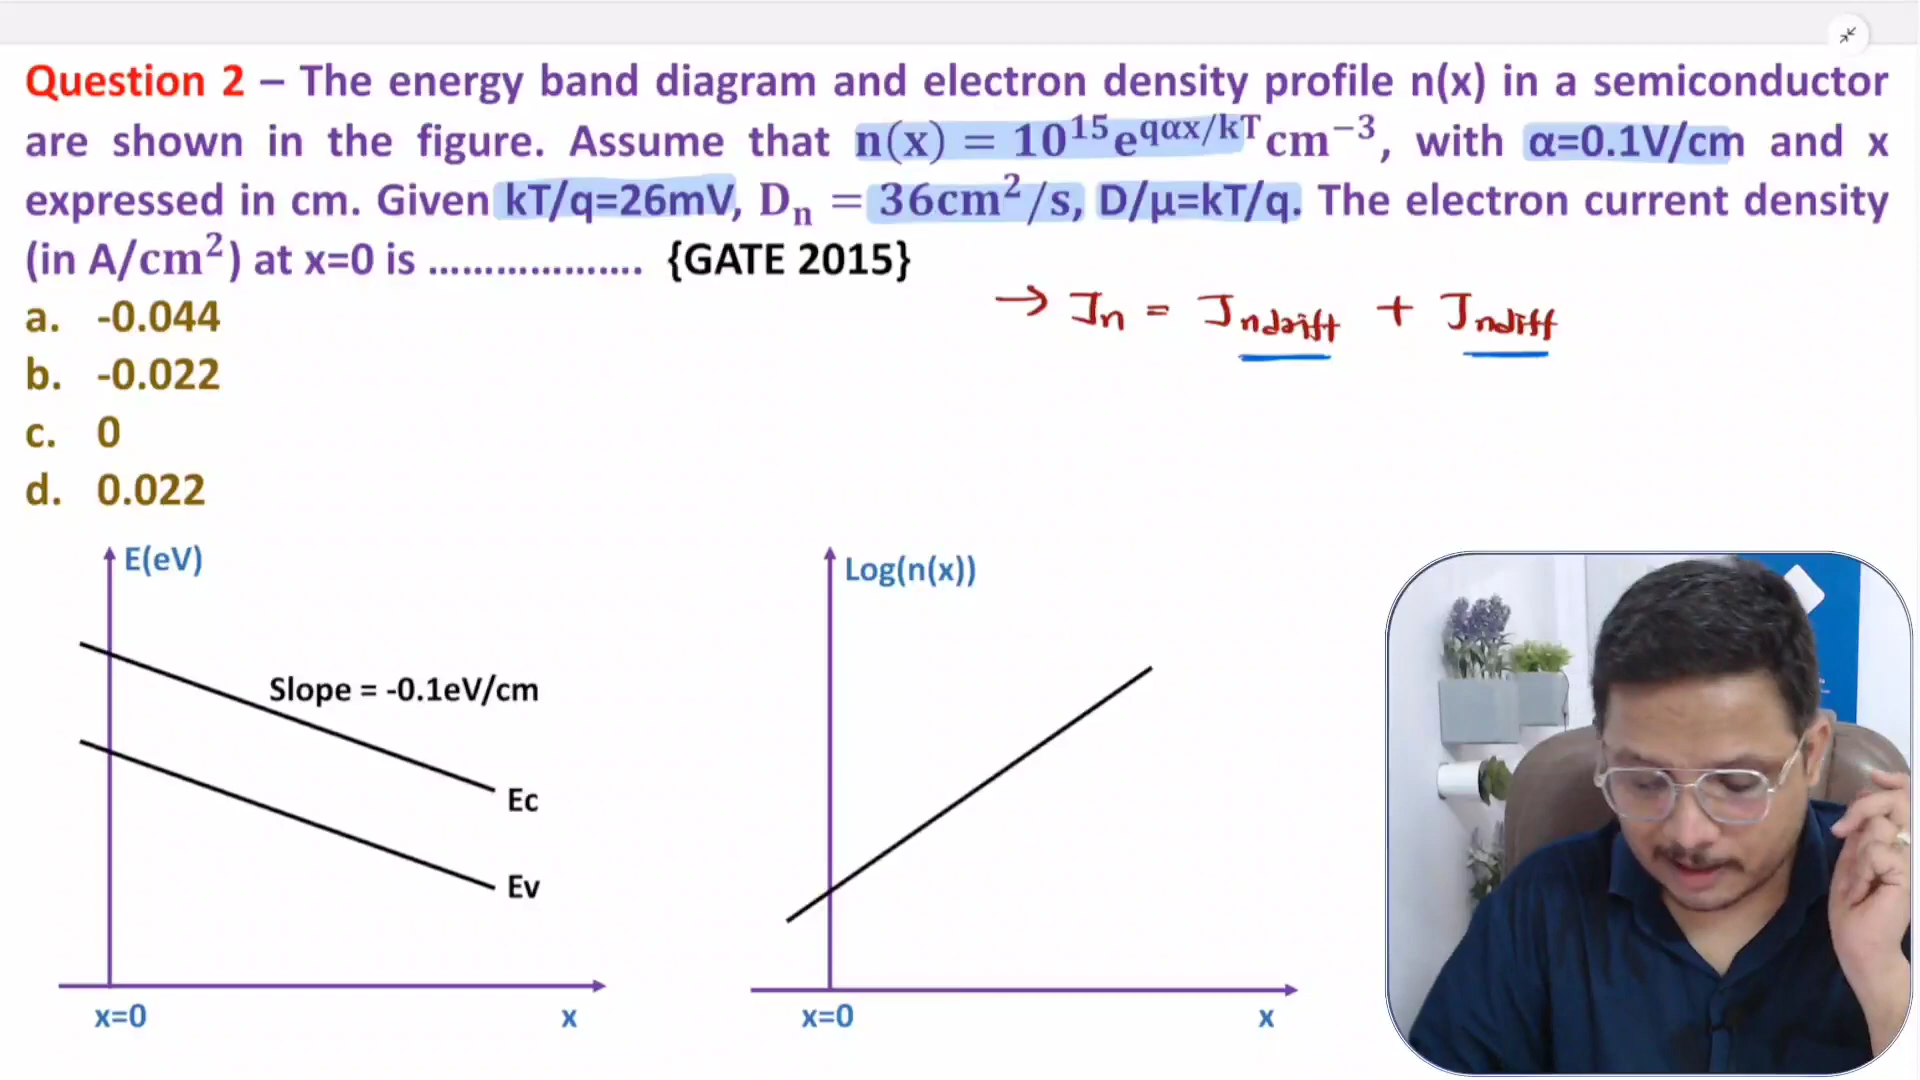 Question 2 – The energy band diagram and electron density profile n(x) in a semiconductor
are shown in the figure. Assume that n(x) = 10¹⁵e^(qαx/kT) cm⁻³, with α=0.1V/cm and x
expressed in cm. Given kT/q=26mV, Dₙ = 36cm²/s, D/μ=kT/q. The electron current density
(in A/cm²) at x=0 is ................... {GATE 2015}
a. -0.044
b. -0.022
c. 0
d. 0.022
→ Jn = Jndrift + Jndiff
E(eV)
Slope = -0.1eV/cm
Ec
Ev
x=0
x
Log(n(x))
x=0
x